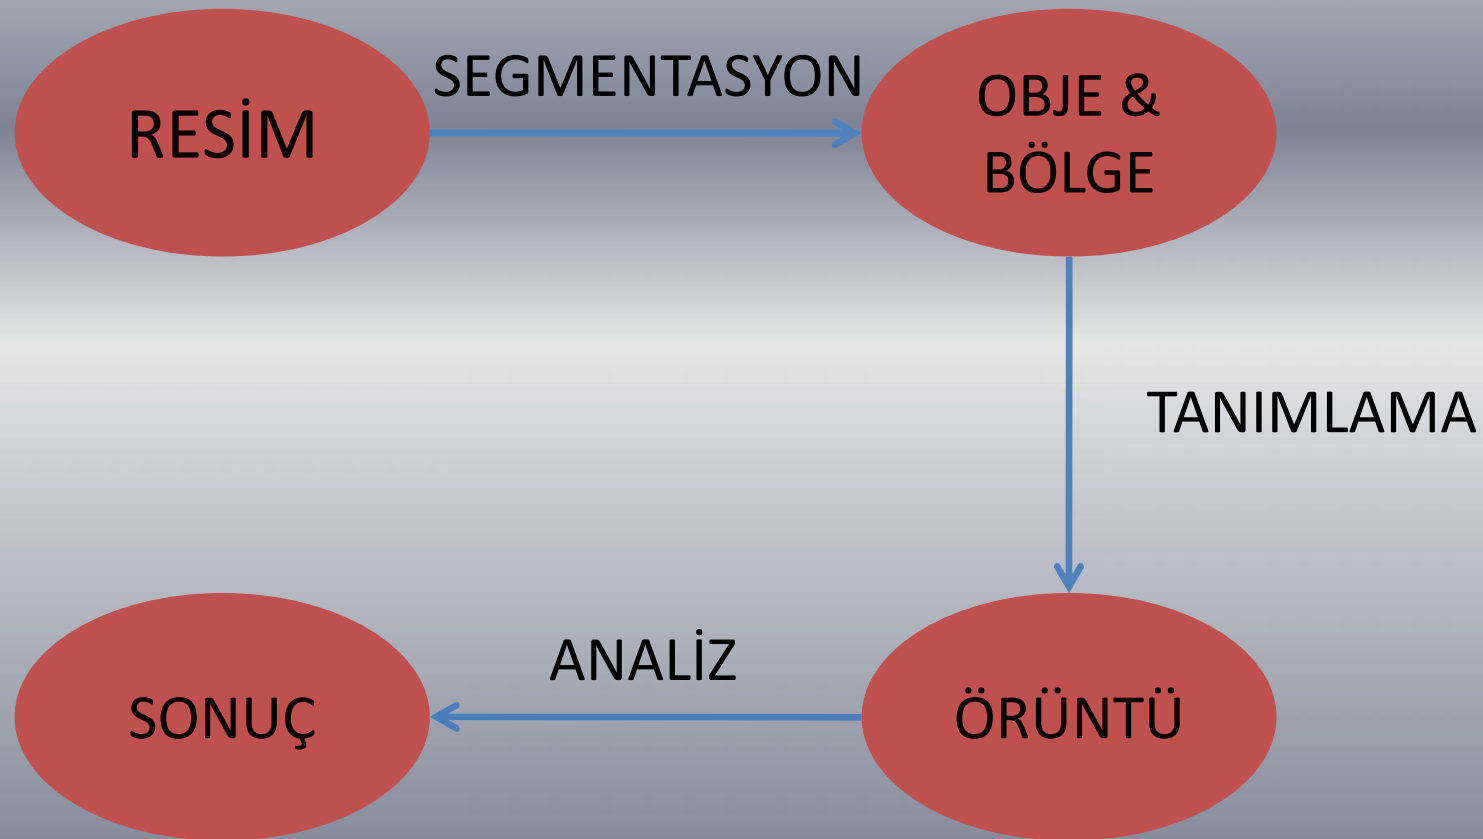 RESİM
SEGMENTASYON
OBJE &
BÖLGE
TANIMLAMA
ÖRÜNTÜ
ANALİZ
SONUÇ